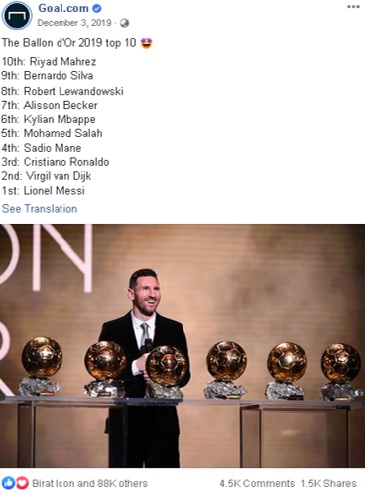 Goal.com
December 3, 2019 ·
The Ballon d'Or 2019 top 10 🤩
10th: Riyad Mahrez
9th: Bernardo Silva
8th: Robert Lewandowski
7th: Alisson Becker
6th: Kylian Mbappe
5th: Mohamed Salah
4th: Sadio Mane
3rd: Cristiano Ronaldo
2nd: Virgil van Dijk
1st: Lionel Messi
See Translation
ON
R
Birat Ikon and 88K others 4.5K Comments 1.5K Shares